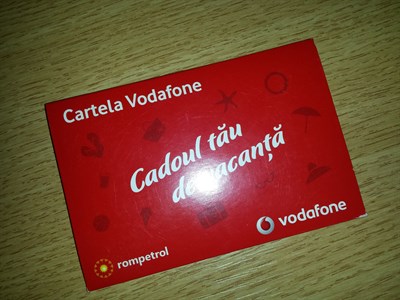 Cartela Vodafone
Cadoul tău
de vacanță
rompetrol
vodafone